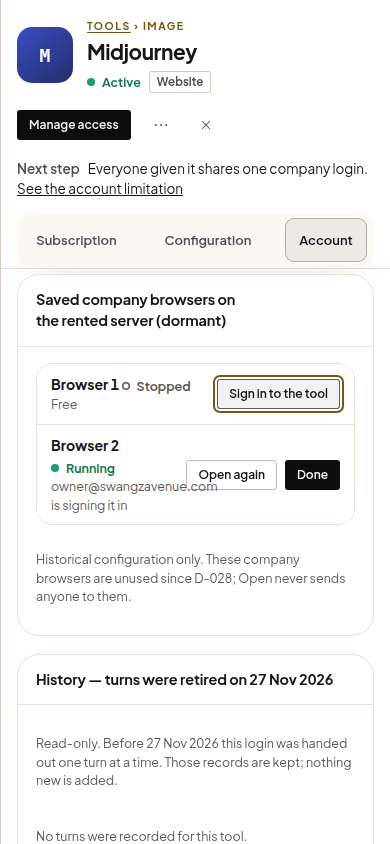 M
TOOLS › IMAGE
Midjourney
Active Website
Manage access ··· ×
Next step Everyone given it shares one company login.
See the account limitation
Subscription Configuration Account
Saved company browsers on
the rented server (dormant)
Browser 1 Stopped
Free
Sign in to the tool
Browser 2
Running
owner@swangzavenue.com
is signing it in
Open again Done
Historical configuration only. These company
browsers are unused since D-028; Open never sends
anyone to them.
History — turns were retired on 27 Nov 2026
Read-only. Before 27 Nov 2026 this login was handed
out one turn at a time. Those records are kept; nothing
new is added.
No turns were recorded for this tool.